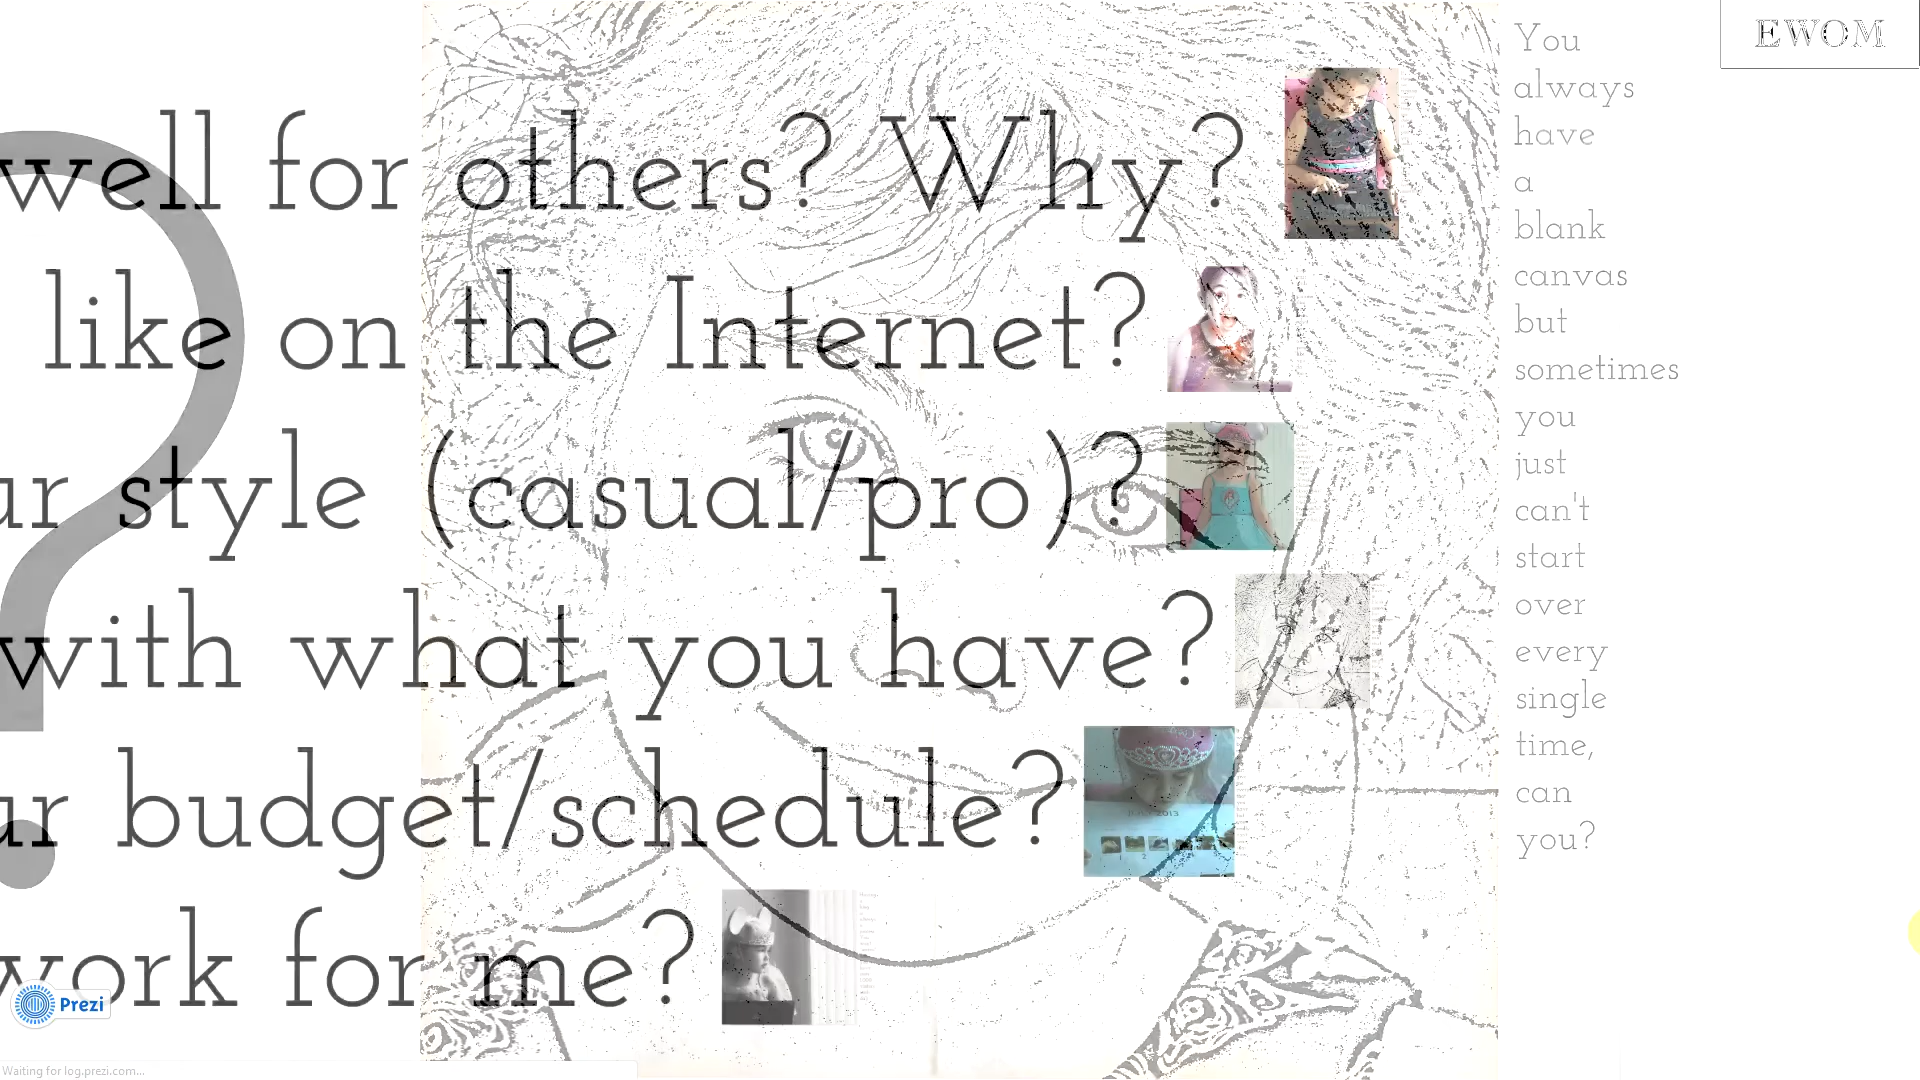 well for others? Why?
like on the Internet?
ur style (casual/pro)?
with what you have?
ur budget/schedule?
work for me?
You
always
have
a
blank
canvas
but
sometimes
you
just
can't
start
over
every
single
time,
can
you?
EWOM
2013
Prezi
Waiting for log.prezi.com...